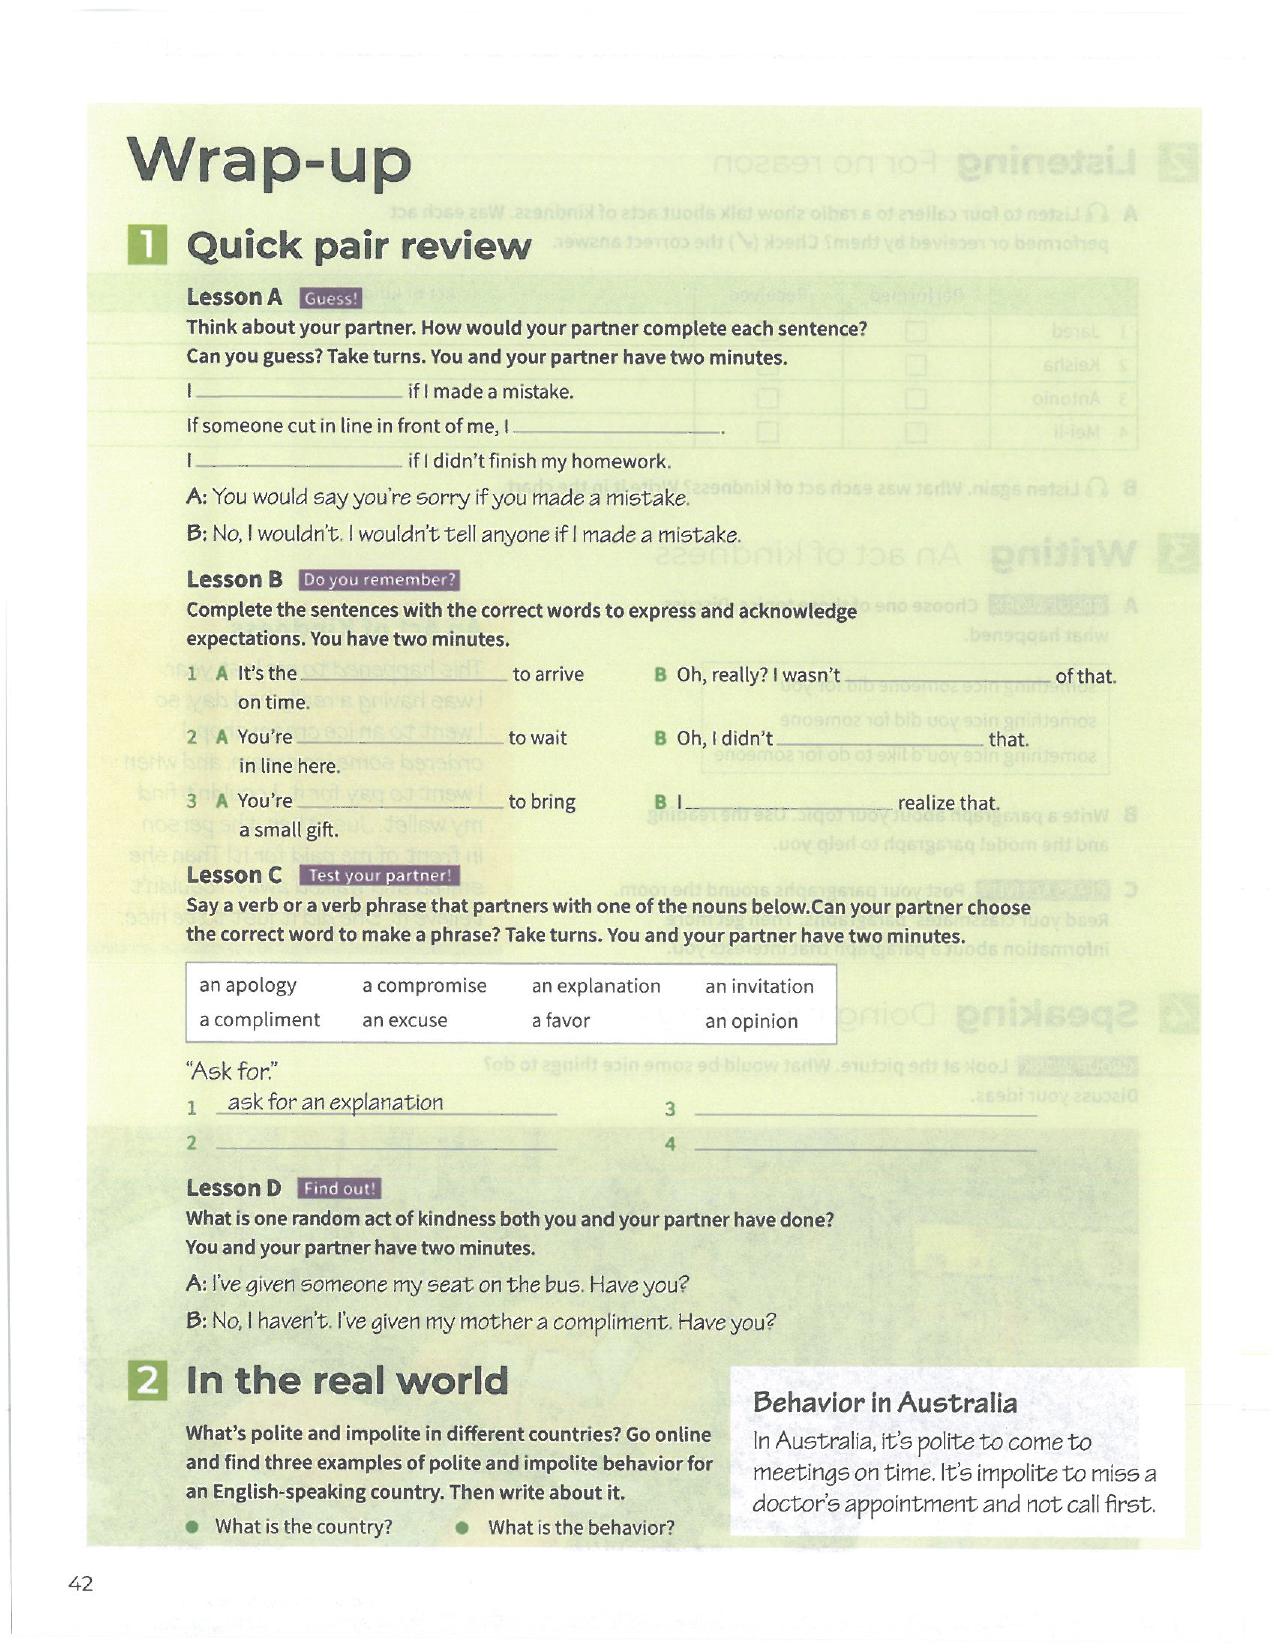 Wrap-up
1 Quick pair review
Lesson A Guess!
Think about your partner. How would your partner complete each sentence?
Can you guess? Take turns. You and your partner have two minutes.
I ____________ if I made a mistake.
If someone cut in line in front of me, I ____________.
I ____________ if I didn't finish my homework.
A: You would say you're sorry if you made a mistake.
B: No, I wouldn't. I wouldn't tell anyone if I made a mistake.
Lesson B Do you remember?
Complete the sentences with the correct words to express and acknowledge
expectations. You have two minutes.
1 A It's the ____________ to arrive B Oh, really? I wasn't ____________ of that.
on time.
2 A You're ____________ to wait B Oh, I didn't ____________ that.
in line here.
3 A You're ____________ to bring B I ____________ realize that.
a small gift.
Lesson C Test your partner!
Say a verb or a verb phrase that partners with one of the nouns below.Can your partner choose
the correct word to make a phrase? Take turns. You and your partner have two minutes.
an apology a compromise an explanation an invitation
a compliment an excuse a favor an opinion
"Ask for."
1 ask for an explanation 3 ____________
2 ____________ 4 ____________
Lesson D Find out!
What is one random act of kindness both you and your partner have done?
You and your partner have two minutes.
A: I've given someone my seat on the bus. Have you?
B: No, I haven't. I've given my mother a compliment. Have you?
2 In the real world
What's polite and impolite in different countries? Go online
and find three examples of polite and impolite behavior for
an English-speaking country. Then write about it.
● What is the country? ● What is the behavior?
Behavior in Australia
In Australia, it's polite to come to
meetings on time. It's impolite to miss a
doctor's appointment and not call first.
42